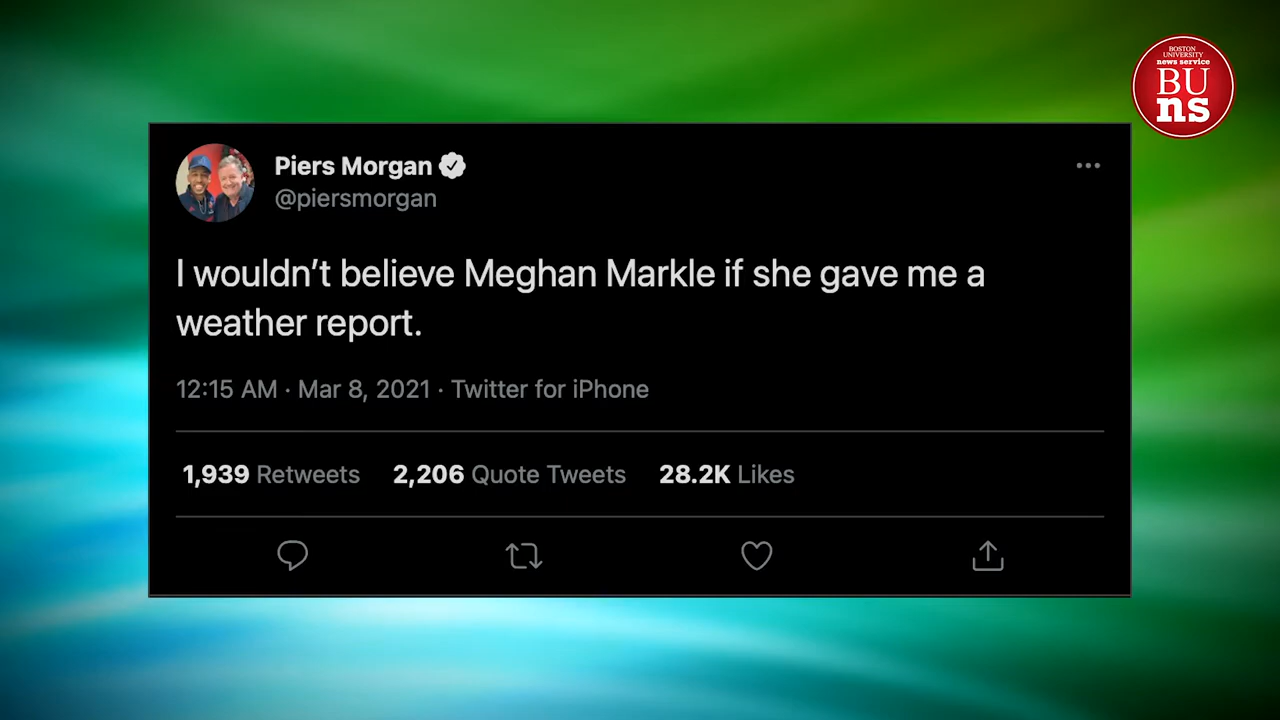 BOSTON
UNIVERSITY
news service
BU
ns
Piers Morgan
@piersmorgan
I wouldn’t believe Meghan Markle if she gave me a
weather report.
12:15 AM · Mar 8, 2021 · Twitter for iPhone
1,939 Retweets 2,206 Quote Tweets 28.2K Likes